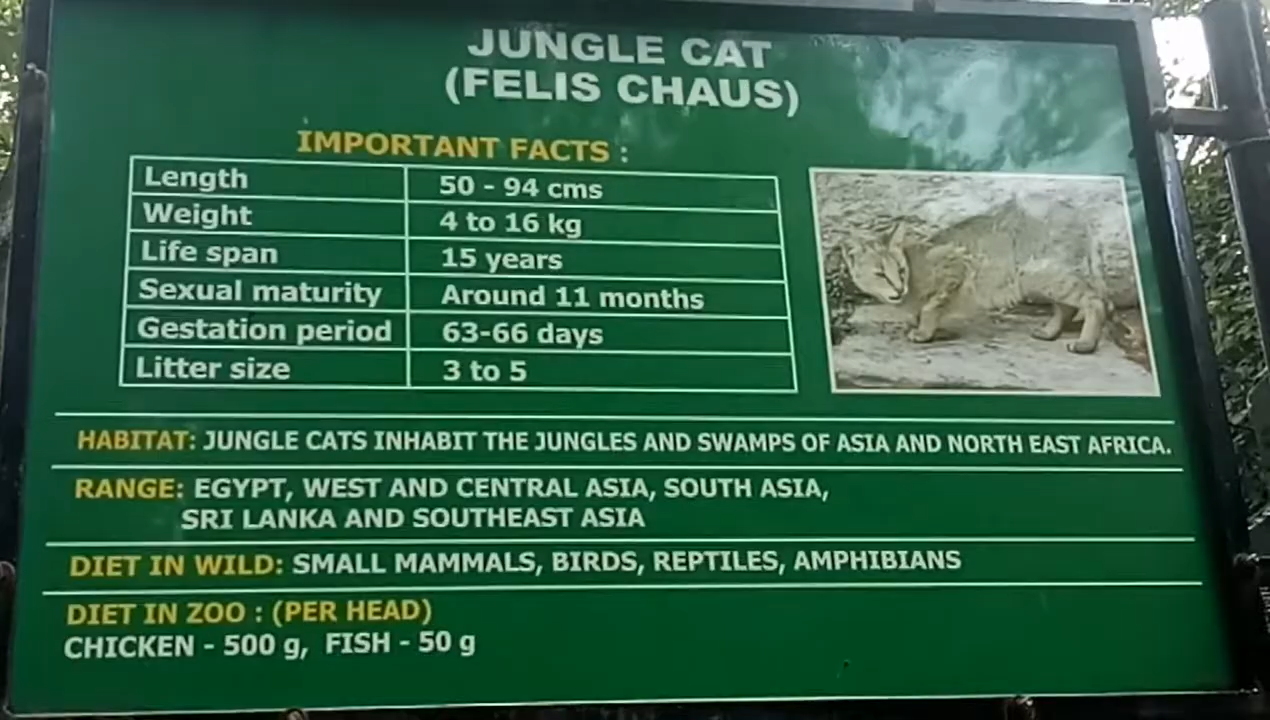 JUNGLE CAT
(FELIS CHAUS)
IMPORTANT FACTS :
Length 50 - 94 cms
Weight 4 to 16 kg
Life span 15 years
Sexual maturity Around 11 months
Gestation period 63-66 days
Litter size 3 to 5
HABITAT: JUNGLE CATS INHABIT THE JUNGLES AND SWAMPS OF ASIA AND NORTH EAST AFRICA.
RANGE: EGYPT, WEST AND CENTRAL ASIA, SOUTH ASIA,
SRI LANKA AND SOUTHEAST ASIA
DIET IN WILD: SMALL MAMMALS, BIRDS, REPTILES, AMPHIBIANS
DIET IN ZOO : (PER HEAD)
CHICKEN - 500 g, FISH - 50 g